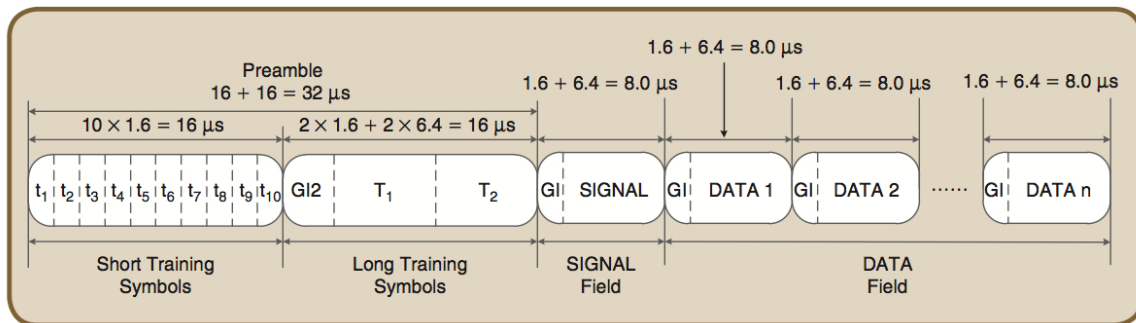 1.6 + 6.4 = 8.0 μs
Preamble
16 + 16 = 32 μs
1.6 + 6.4 = 8.0 μs
1.6 + 6.4 = 8.0 μs
1.6 + 6.4 = 8.0 μs
10 × 1.6 = 16 μs
2 × 1.6 + 2 × 6.4 = 16 μs
t1 t2 t3 t4 t5 t6 t7 t8 t9 t10 GI2 T1 T2 GI SIGNAL GI DATA 1 GI DATA 2 ...... GI DATA n
Short Training
Symbols
Long Training
Symbols
SIGNAL
Field
DATA
Field